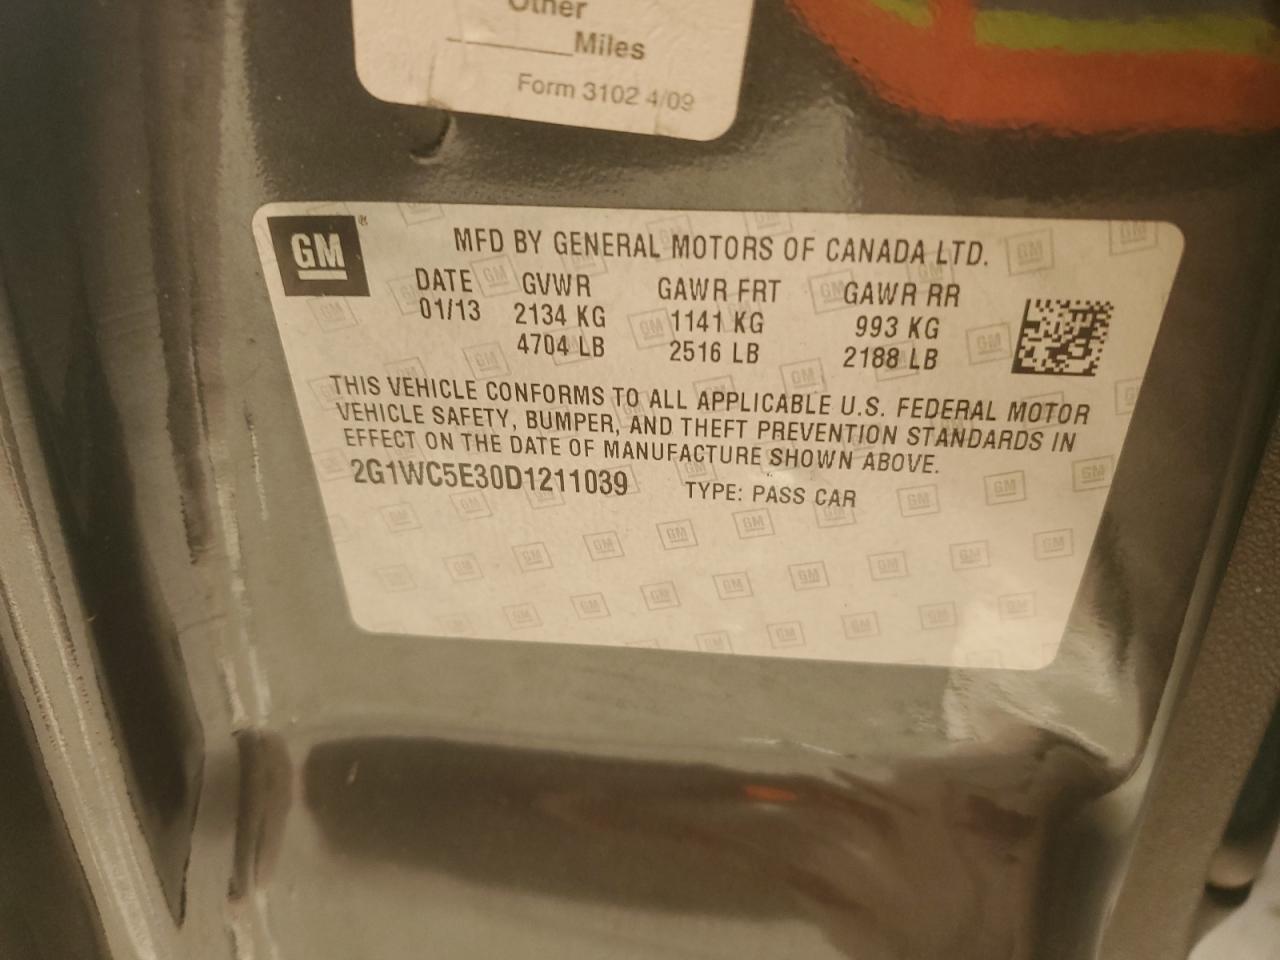 Other
________Miles
Form 3102 4/09
GM®
MFD BY GENERAL MOTORS OF CANADA LTD.
DATE GVWR GAWR FRT GAWR RR
01/13 2134 KG 1141 KG 993 KG
4704 LB 2516 LB 2188 LB
THIS VEHICLE CONFORMS TO ALL APPLICABLE U.S. FEDERAL MOTOR
VEHICLE SAFETY, BUMPER, AND THEFT PREVENTION STANDARDS IN
EFFECT ON THE DATE OF MANUFACTURE SHOWN ABOVE.
2G1WC5E30D1211039 TYPE: PASS CAR